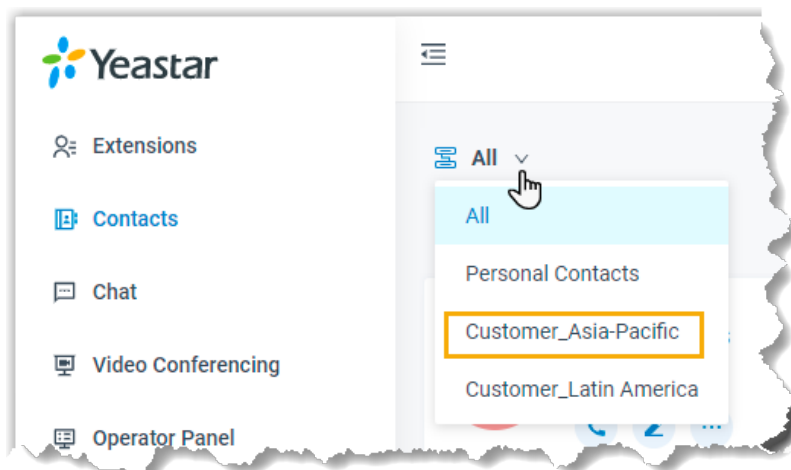 Yeastar
Extensions
Contacts
Chat
Video Conferencing
Operator Panel
All
All
Personal Contacts
Customer_Asia-Pacific
Customer_Latin America